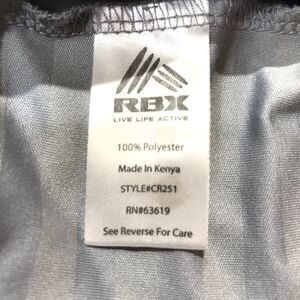 RBX
LIVE LIFE ACTIVE
100% Polyester
Made In Kenya
STYLE#CR251
RN#63619
See Reverse For Care